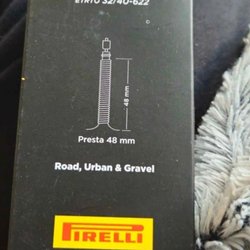 ETRTO 32/40-622
48 mm
Presta 48 mm
Road, Urban & Gravel
PIRELLI